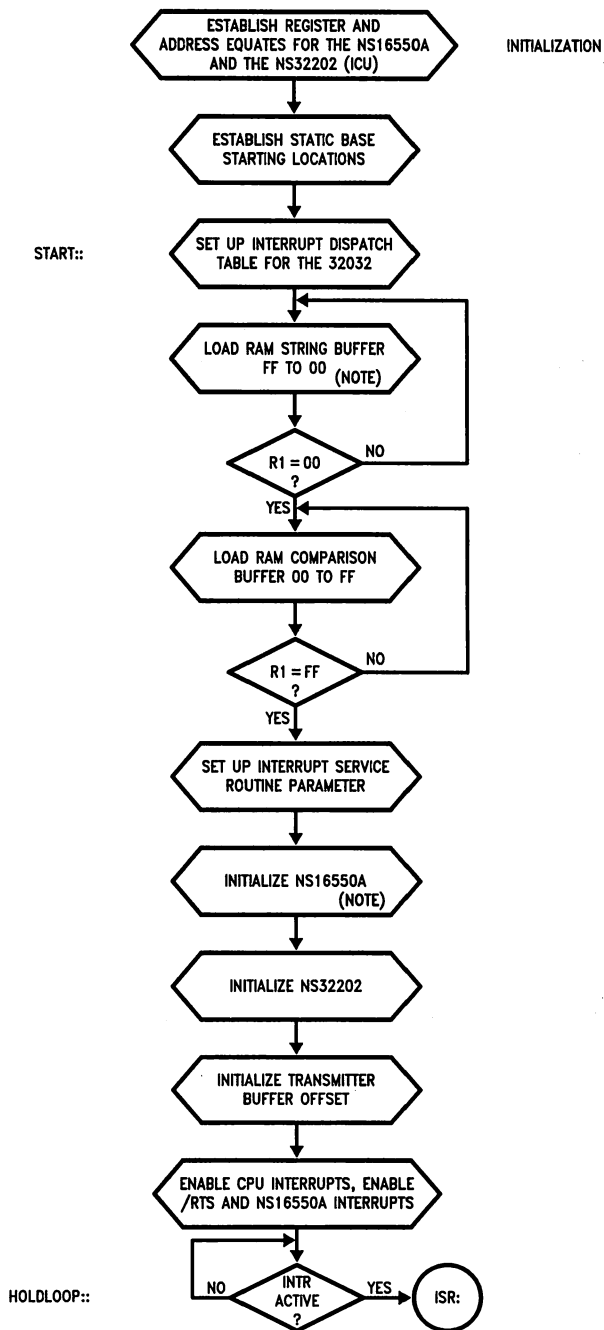 ESTABLISH REGISTER AND
ADDRESS EQUATES FOR THE NS16550A
AND THE NS32202 (ICU)
INITIALIZATION
ESTABLISH STATIC BASE
STARTING LOCATIONS
START::
SET UP INTERRUPT DISPATCH
TABLE FOR THE 32032
LOAD RAM STRING BUFFER
FF TO 00
(NOTE)
R1 = 00
?
NO
YES
LOAD RAM COMPARISON
BUFFER 00 TO FF
R1 = FF
?
NO
YES
SET UP INTERRUPT SERVICE
ROUTINE PARAMETER
INITIALIZE NS16550A
(NOTE)
INITIALIZE NS32202
INITIALIZE TRANSMITTER
BUFFER OFFSET
ENABLE CPU INTERRUPTS, ENABLE
/RTS AND NS16550A INTERRUPTS
HOLDLOOP::
NO
INTR
ACTIVE
?
YES
ISR: